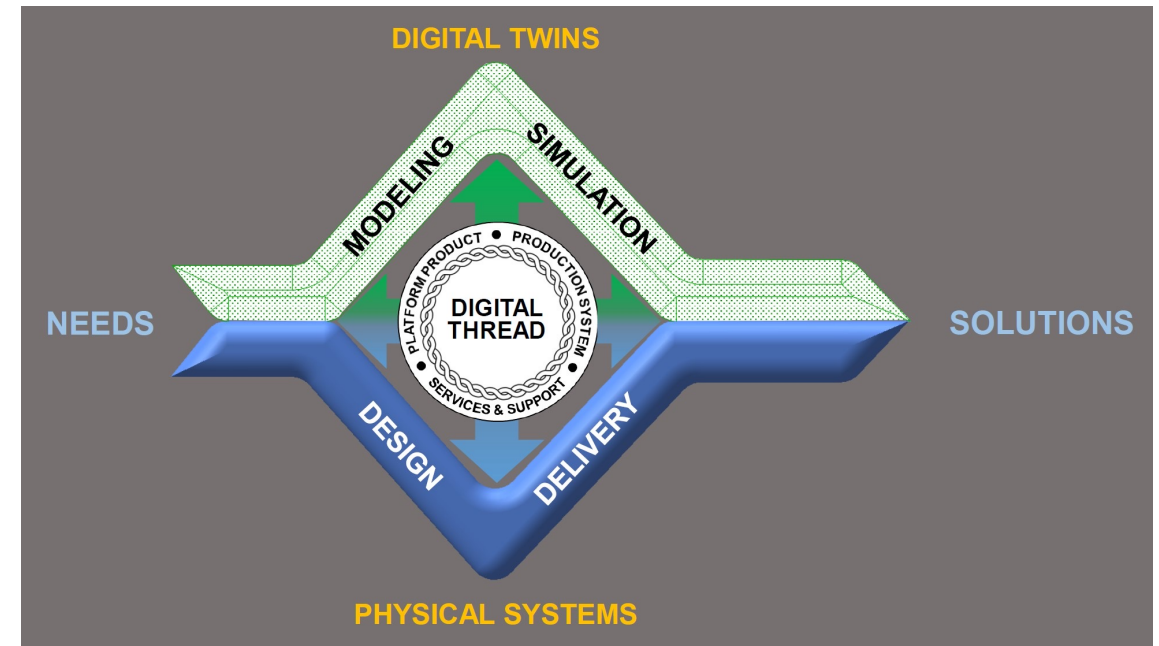 DIGITAL TWINS
MODELING
SIMULATION
PLATFORM PRODUCT • PRODUCTION SYSTEM • SERVICES & SUPPORT •
DIGITAL
THREAD
NEEDS
SOLUTIONS
DESIGN
DELIVERY
PHYSICAL SYSTEMS